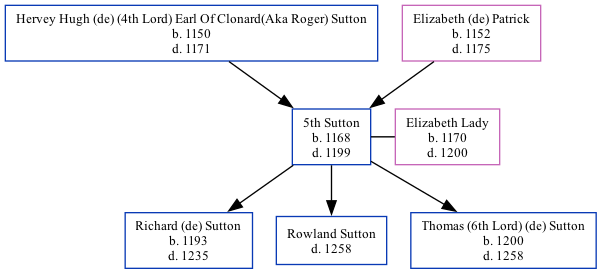 Hervey Hugh (de) (4th Lord) Earl Of Clonard(Aka Roger) Sutton
b. 1150
d. 1171
Elizabeth (de) Patrick
b. 1152
d. 1175
5th Sutton
b. 1168
d. 1199
Elizabeth Lady
b. 1170
d. 1200
Richard (de) Sutton
b. 1193
d. 1235
Rowland Sutton
d. 1258
Thomas (6th Lord) (de) Sutton
b. 1200
d. 1258